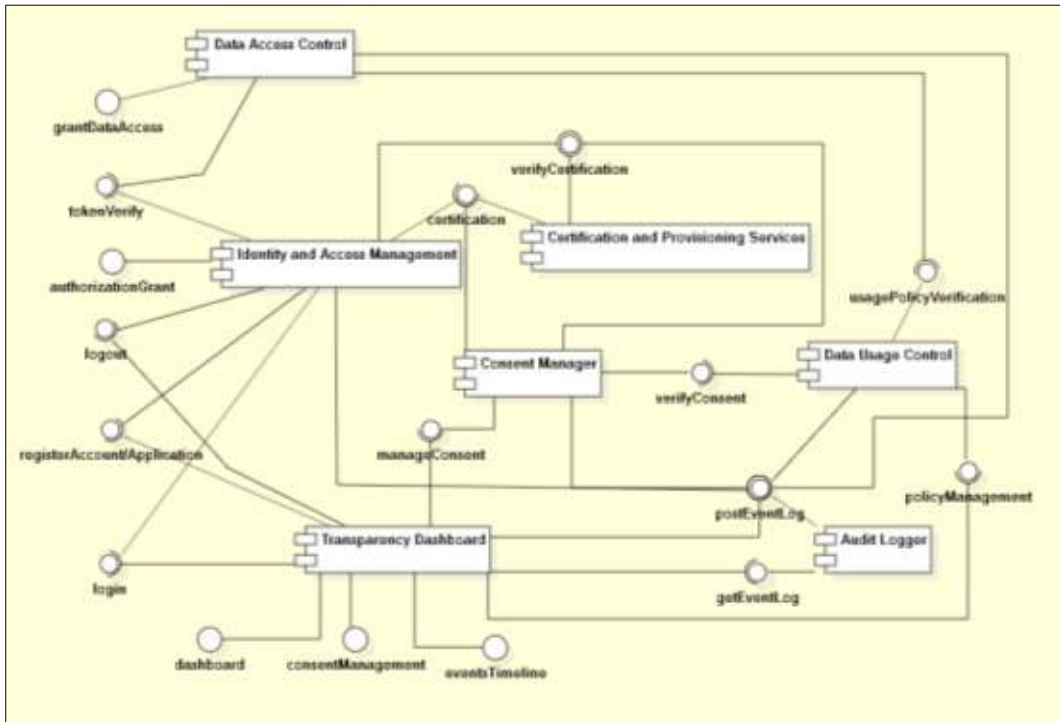 Data Access Control
grantDataAccess
verifyCertification
tokenVerify
certification
Certification and Provisioning Services
Identity and Access Management
authorizationGrant
usagePolicyVerification
logout
Consent Manager
Data Usage Control
verifyConsent
registerAccount/Application
manageConsent
policyManagement
postEventLog
Transparency Dashboard
Audit Logger
login
getEventLog
dashboard
consentManagement
eventsTimeline